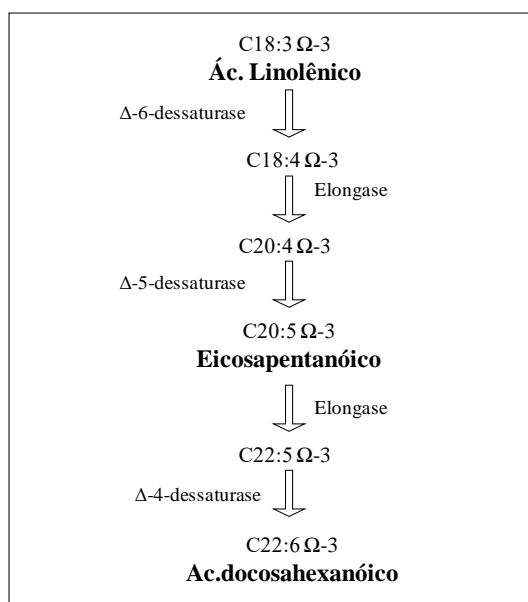 C18:3 Ω-3
Ác. Linolênico
Δ-6-dessaturase
C18:4 Ω-3
Elongase
C20:4 Ω-3
Δ-5-dessaturase
C20:5 Ω-3
Eicosapentanóico
Elongase
C22:5 Ω-3
Δ-4-dessaturase
C22:6 Ω-3
Ac.docosahexanóico